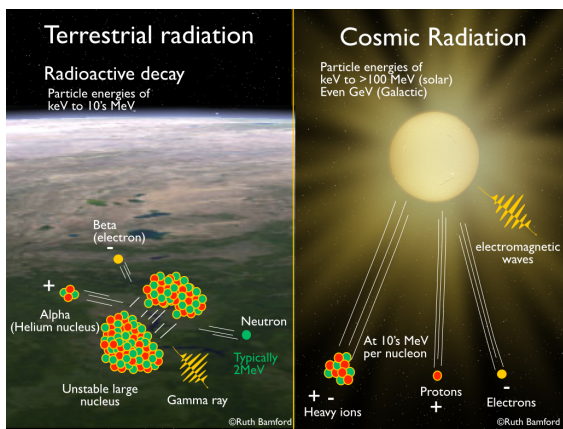 Terrestrial radiation
Radioactive decay
Particle energies of
keV to 10's MeV
Beta
(electron)
-
+
Alpha
(Helium nucleus)
Neutron
Typically
2MeV
Unstable large
nucleus
Gamma ray
©Ruth Bamford
Cosmic Radiation
Particle energies of
keV to >100 MeV (solar)
Even GeV (Galactic)
electromagnetic
waves
At 10's MeV
per nucleon
+ -
Heavy ions
Protons
+
-
Electrons
©Ruth Bamford